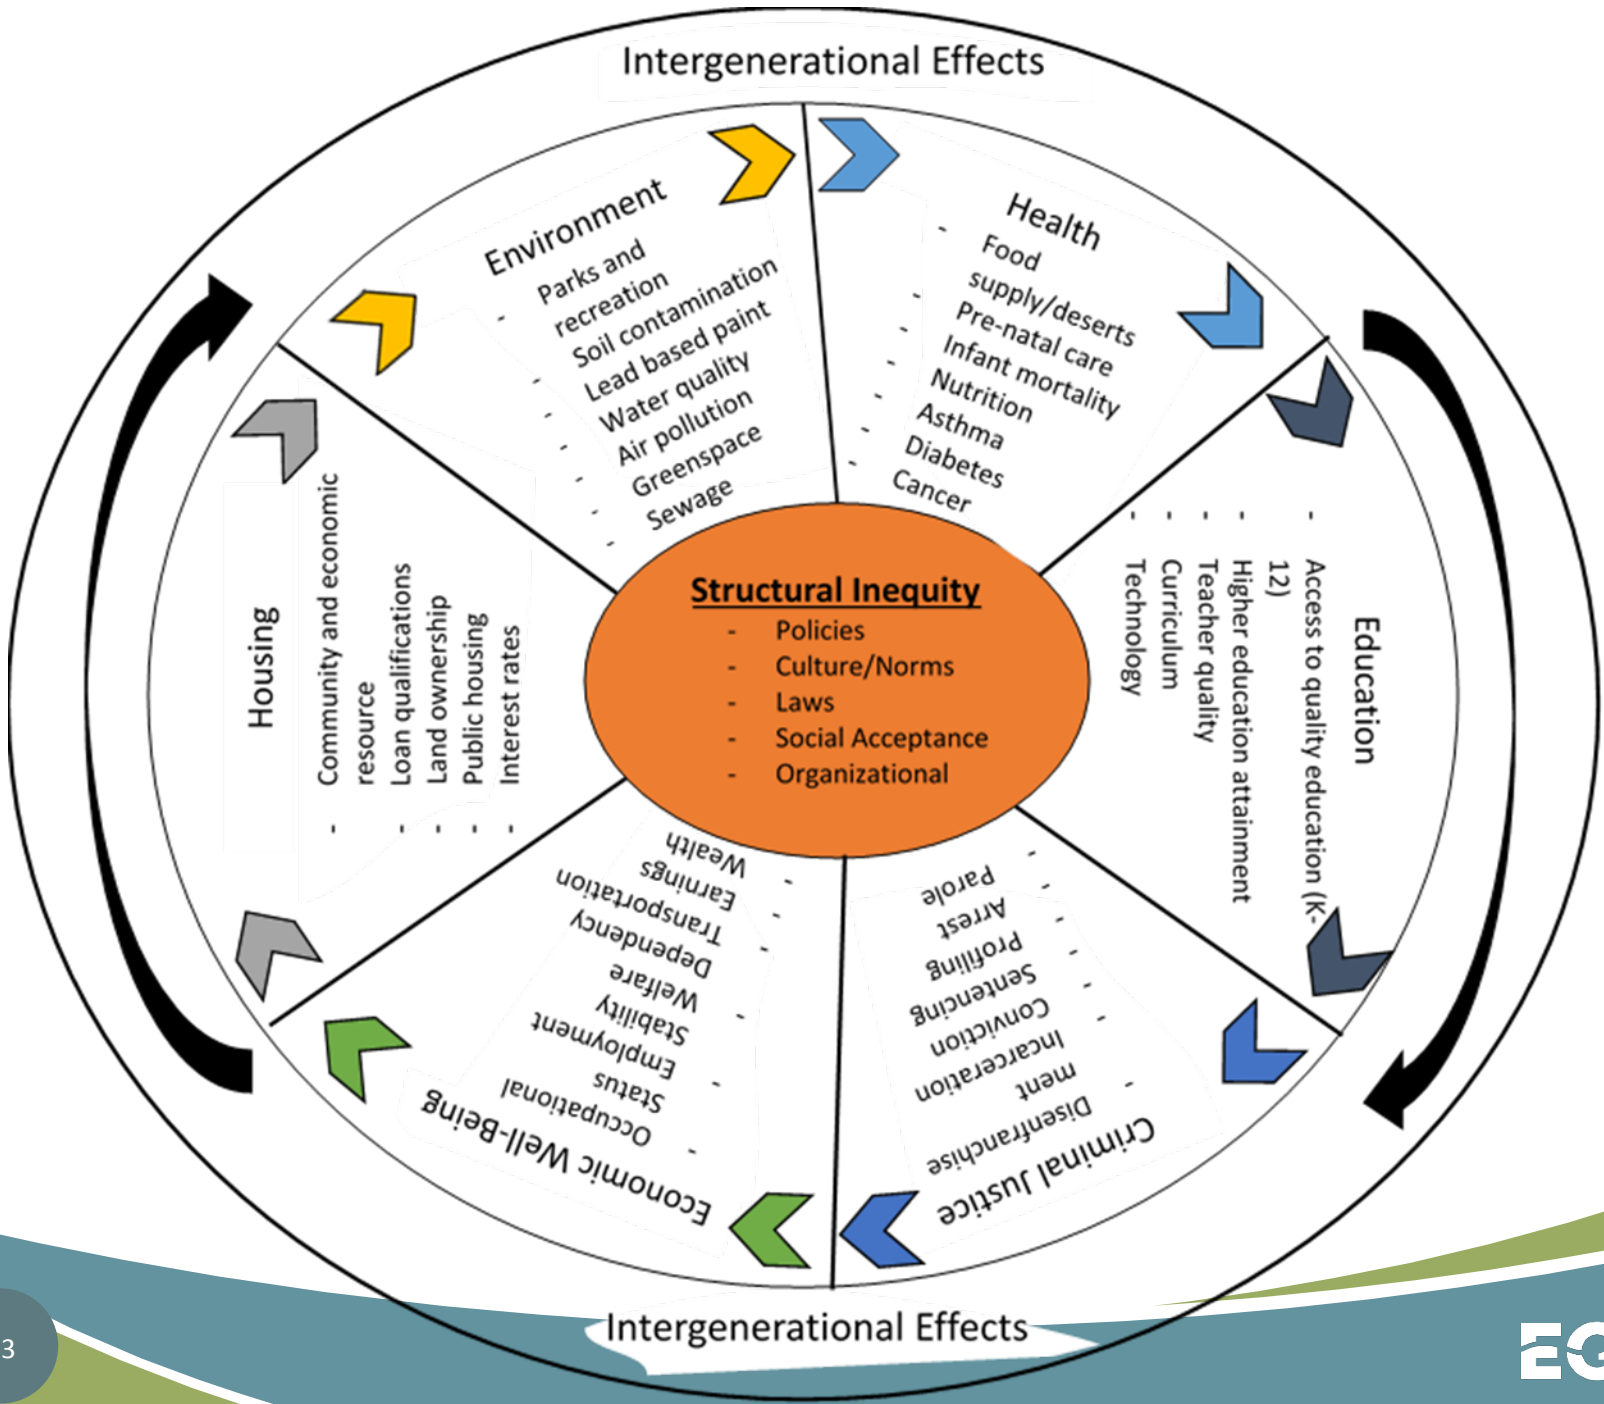 Intergenerational Effects
Environment
- Parks and
recreation
- Soil contamination
- Lead based paint
- Water quality
- Air pollution
- Greenspace
- Sewage
Health
- Food
supply/deserts
- Pre-natal care
- Infant mortality
- Nutrition
- Asthma
- Diabetes
- Cancer
Education
- Access to quality education (K-
12)
- Higher education attainment
- Teacher quality
- Curriculum
- Technology
Criminal Justice
- Disenfranchise
ment
- Incarceration
- Conviction
- Sentencing
- Profiling
- Arrest
- Parole
Economic Well-Being
- Occupational
Status
- Employment
Stability
- Welfare
Dependency
- Transportation
- Earnings
- Wealth
Housing
- Community and economic
resource
- Loan qualifications
- Land ownership
- Public housing
- Interest rates
Structural Inequity
- Policies
- Culture/Norms
- Laws
- Social Acceptance
- Organizational
Intergenerational Effects
3